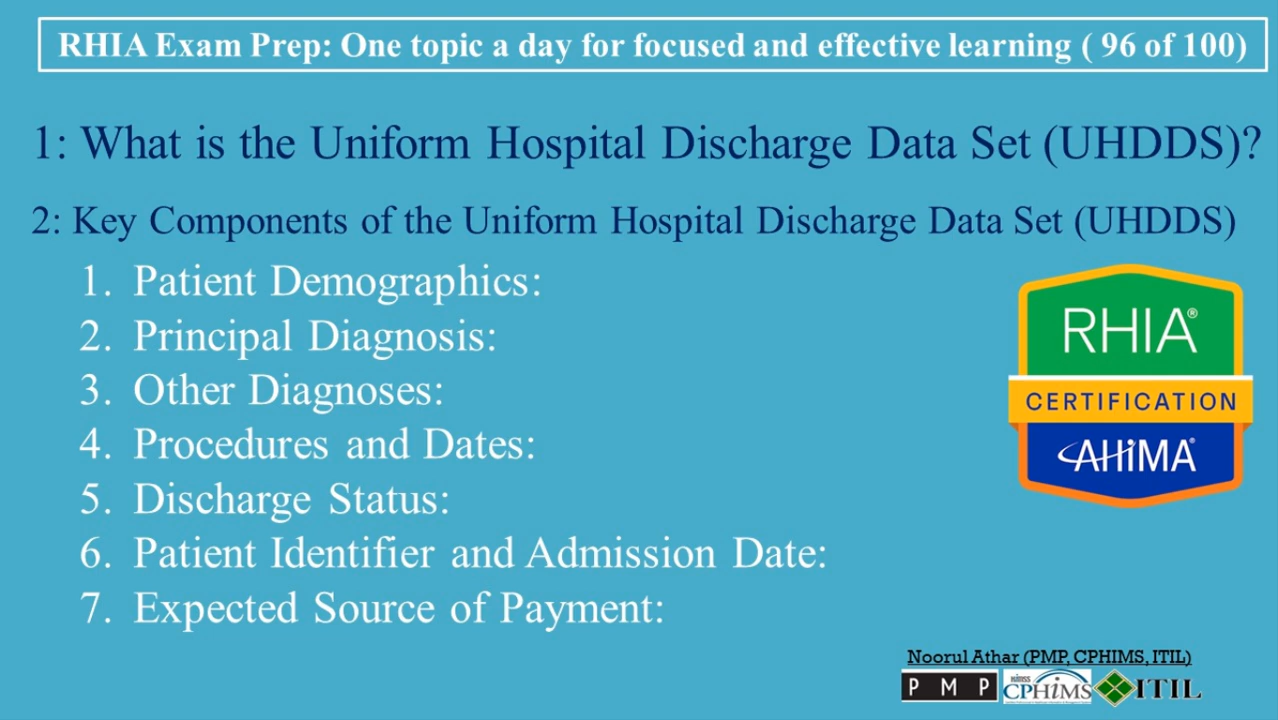 RHIA Exam Prep: One topic a day for focused and effective learning ( 96 of 100)
1: What is the Uniform Hospital Discharge Data Set (UHDDS)?
2: Key Components of the Uniform Hospital Discharge Data Set (UHDDS)
1. Patient Demographics:
2. Principal Diagnosis:
3. Other Diagnoses:
4. Procedures and Dates:
5. Discharge Status:
6. Patient Identifier and Admission Date:
7. Expected Source of Payment:
RHIA®
CERTIFICATION
AHiMA®
Noorul Athar (PMP, CPHIMS, ITIL)
PMP
himss
CPHiMS
ITIL